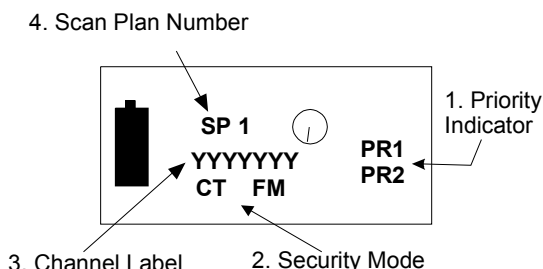 4. Scan Plan Number
1. Priority
Indicator
SP 1
YYYYYYY
PR1
PR2
CT FM
3. Channel Label
2. Security Mode